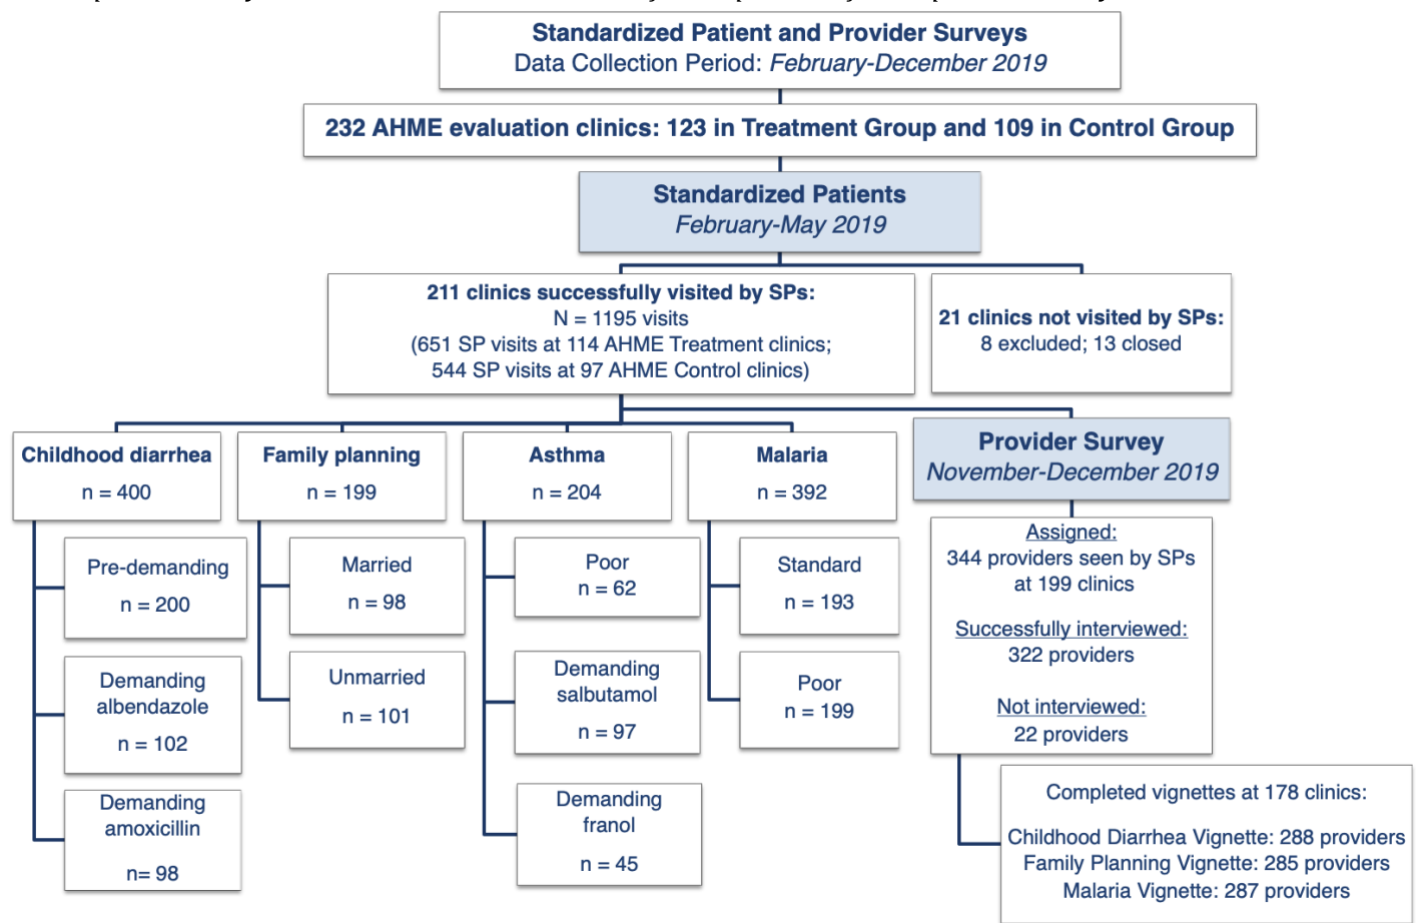 Standardized Patient and Provider Surveys
Data Collection Period: February-December 2019
232 AHME evaluation clinics: 123 in Treatment Group and 109 in Control Group
Standardized Patients
February-May 2019
211 clinics successfully visited by SPs:
N = 1195 visits
(651 SP visits at 114 AHME Treatment clinics;
544 SP visits at 97 AHME Control clinics)
21 clinics not visited by SPs:
8 excluded; 13 closed
Childhood diarrhea
n = 400
Pre-demanding
n = 200
Demanding
albendazole
n = 102
Demanding
amoxicillin
n= 98
Family planning
n = 199
Married
n = 98
Unmarried
n = 101
Asthma
n = 204
Poor
n = 62
Demanding
salbutamol
n = 97
Demanding
franol
n = 45
Malaria
n = 392
Standard
n = 193
Poor
n = 199
Provider Survey
November-December 2019
Assigned:
344 providers seen by SPs
at 199 clinics
Successfully interviewed:
322 providers
Not interviewed:
22 providers
Completed vignettes at 178 clinics:
Childhood Diarrhea Vignette: 288 providers
Family Planning Vignette: 285 providers
Malaria Vignette: 287 providers